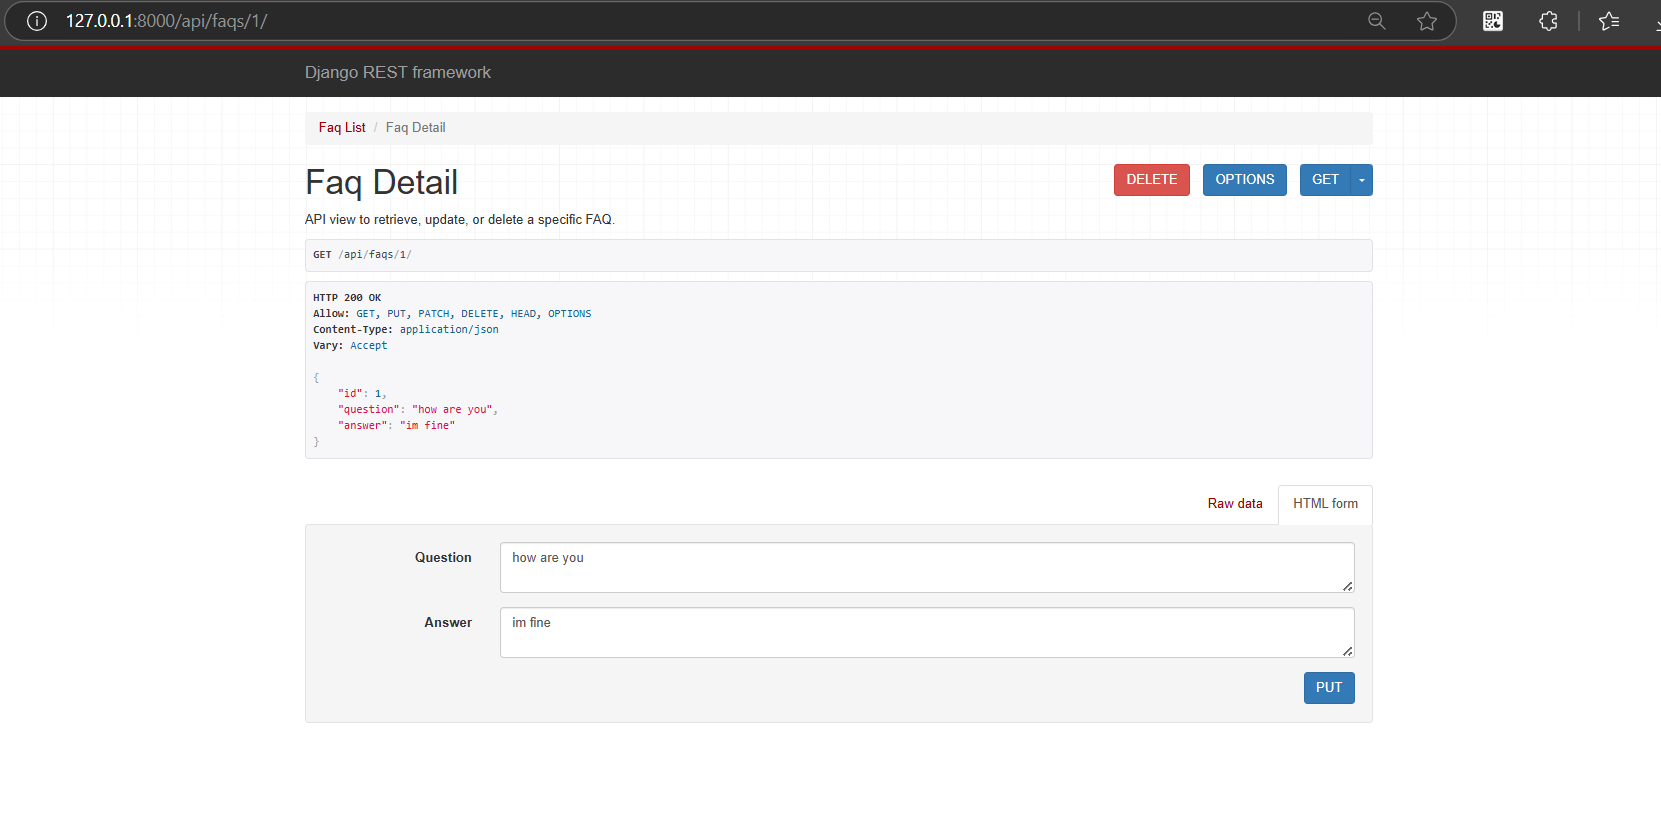 127.0.0.1:8000/api/faqs/1/
Django REST framework
Faq List / Faq Detail
Faq Detail
DELETE
OPTIONS
GET
API view to retrieve, update, or delete a specific FAQ.
GET /api/faqs/1/
HTTP 200 OK
Allow: GET, PUT, PATCH, DELETE, HEAD, OPTIONS
Content-Type: application/json
Vary: Accept
{
    "id": 1,
    "question": "how are you",
    "answer": "im fine"
}
Raw data
HTML form
Question
how are you
Answer
im fine
PUT